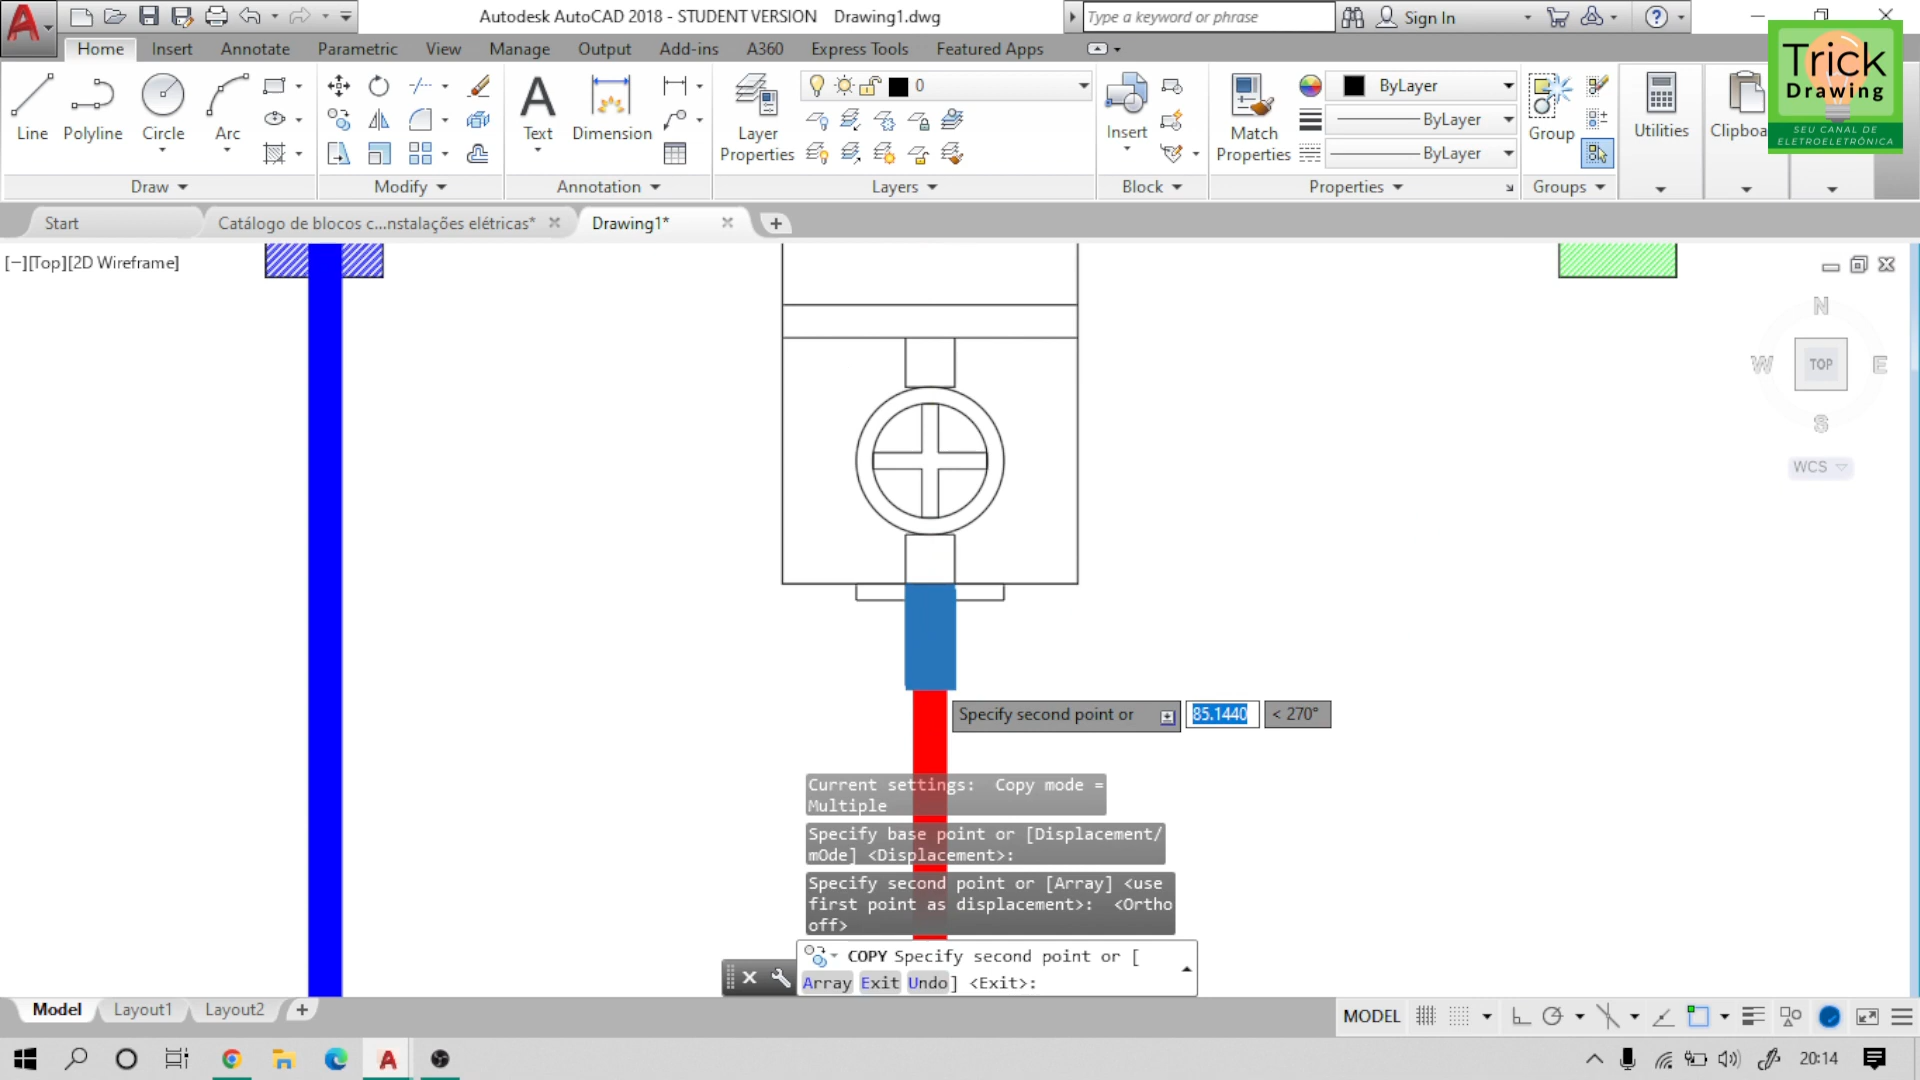 Autodesk AutoCAD 2018 - STUDENT VERSION    Drawing1.dwg
Type a keyword or phrase
Sign In
Home Insert Annotate Parametric View Manage Output Add-ins A360 Express Tools Featured Apps
Trick
Drawing
SEU CANAL DE
ELETROELETRÔNICA
Line
Polyline
Circle
Arc
Text
Dimension
Layer
Properties
0
Insert
Match
Properties
ByLayer
ByLayer
ByLayer
Group
Utilities
Clipboa
Draw
Modify
Annotation
Layers
Block
Properties
Groups
Start
Catálogo de blocos c...nstalações elétricas*
Drawing1*
[−][Top][2D Wireframe]
N
W
TOP
E
S
WCS
Specify second point or
85.1440
< 270°
Current settings:  Copy mode =
Multiple
Specify base point or [Displacement/
mOde] <Displacement>:
Specify second point or [Array] <use
first point as displacement>:  <Ortho
off>
COPY Specify second point or [
Array Exit Undo] <Exit>:
Model
Layout1
Layout2
MODEL
20:14